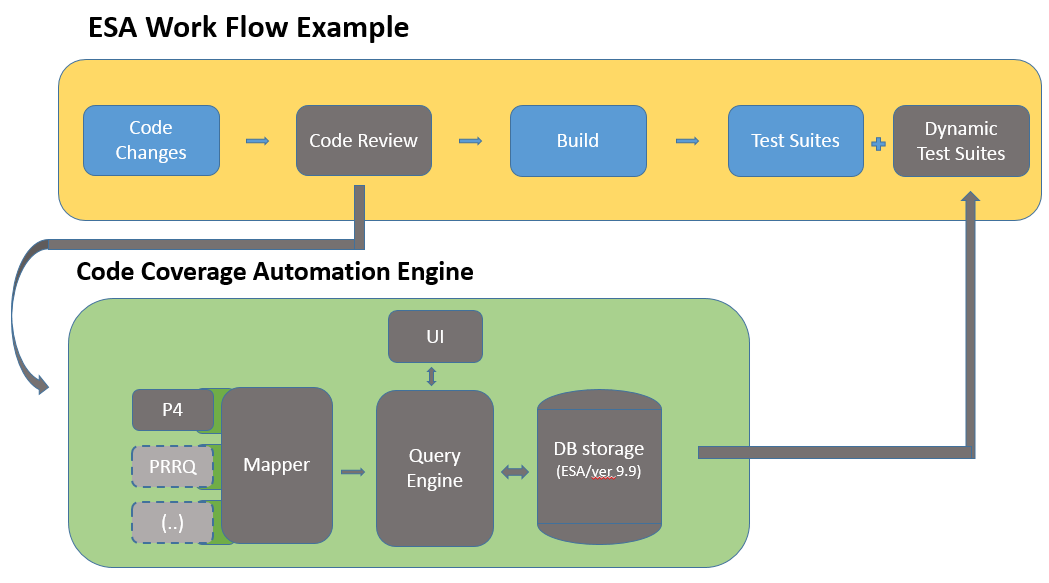 ESA Work Flow Example
Code
Changes
Code Review
Build
Test Suites
Dynamic
Test Suites
Code Coverage Automation Engine
UI
P4
PRRQ
(..)
Mapper
Query
Engine
DB storage
(ESA/ver 9.9)